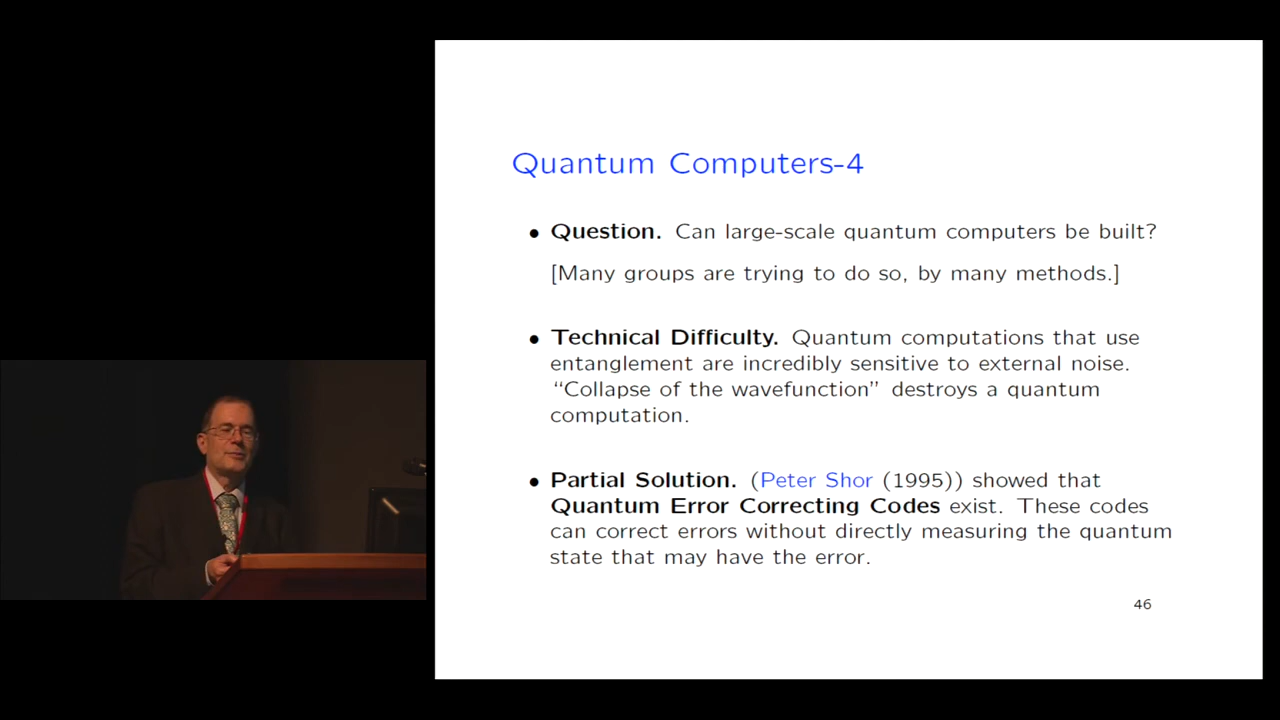 Quantum Computers-4
• Question. Can large-scale quantum computers be built?
[Many groups are trying to do so, by many methods.]
• Technical Difficulty. Quantum computations that use
entanglement are incredibly sensitive to external noise.
“Collapse of the wavefunction” destroys a quantum
computation.
• Partial Solution. (Peter Shor (1995)) showed that
Quantum Error Correcting Codes exist. These codes
can correct errors without directly measuring the quantum
state that may have the error.
46